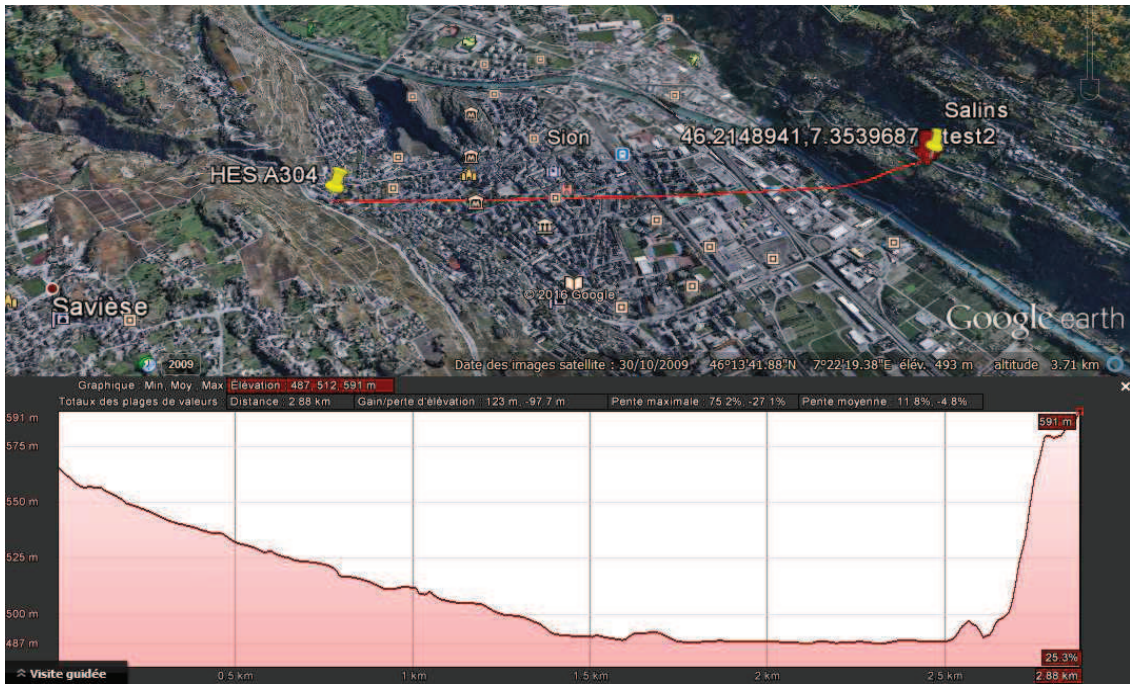 Salins
46.2148941,7.3539687 test2
Sion
HES A304
Savièse
© 2016 Google
Google earth
2009
Date des images satellite : 30/10/2009 46°13'41.88"N 7°22'19.38"E élév. 493 m altitude 3.71 km
Graphique : Min, Moy., Max. Élévation : 487, 512, 591 m
Totaux des plages de valeurs : Distance : 2.88 km Gain/perte d'élévation : 123 m, -97.7 m Pente maximale : 75.2%, -27.1% Pente moyenne : 11.8%, -4.8%
591 m
591 m
575 m
550 m
525 m
500 m
487 m
25.3%
Visite guidée
0.5 km 1 km 1.5 km 2 km 2.5 km 2.88 km